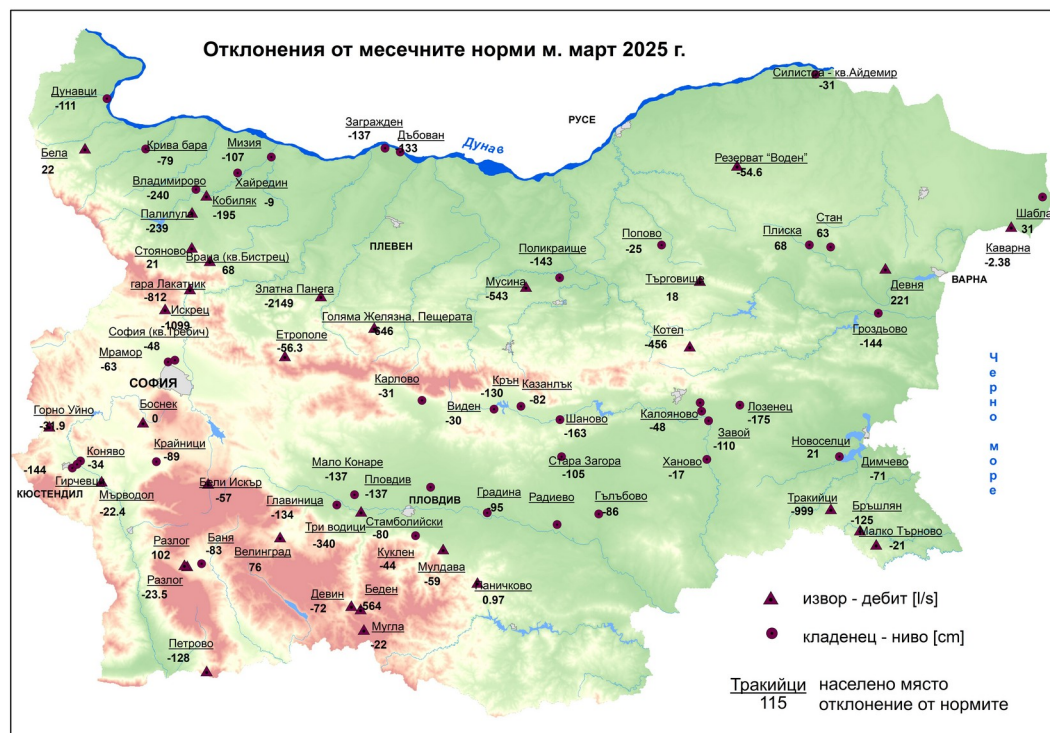 Отклонения от месечните норми м. март 2025 г.
Силистра - кв.Айдемир
-31
Дунавци
-111
Загражден
-137
Дъбован
133
РУСЕ
Дунав
Бела
22
Крива бара
-79
Мизия
-107
Хайредин
-9
Резерват "Воден"
-54.6
Владимирово
-240
Кобиляк
-195
Палилула
-239
Шабла
31
Каварна
-2.38
Стояново
21
Враца (кв.Бистрец)
68
ПЛЕВЕН
Поликраище
-143
Попово
-25
Плиска
68
Стан
63
ВАРНА
гара Лакатник
-812
Златна Панега
-2149
Мусина
-543
Търговище
18
Девня
221
Искрец
-1099
Голяма Желязна, Пещерата
-646
София (кв.Требич)
-48
Етрополе
-56.3
Котел
-456
Гроздьово
-144
Мрамор
-63
СОФИЯ
Карлово
-31
Крън
-130
Казанлък
-82
Виден
-30
Шаново
-163
Калояново
-48
Лозенец
-175
Завой
-110
Черно море
Горно Уйно
-31.9
Боснек
0
Крайници
-89
Коняво
-34
-144
Гирчевци
КЮСТЕНДИЛ
Мърводол
-22.4
Бели Искър
-57
Мало Конаре
-137
Пловдив
-137
ПЛОВДИВ
Стара Загора
-105
Ханово
-17
Новоселци
21
Димчево
-71
Главиница
-134
Градина
-95
Радиево
Гълъбово
-86
Тракийци
-999
Бръшлян
-125
Малко Търново
-21
Три водици
-340
Стамболийски
-80
Разлог
102
Баня
-83
Велинград
76
Куклен
-44
Мулдава
-59
Разлог
-23.5
Девин
-72
Беден
-564
Паничково
0.97
Мугла
-22
Петрово
-128
извор - дебит [l/s]
кладенец - ниво [cm]
Тракийци
115
населено място
отклонение от нормите